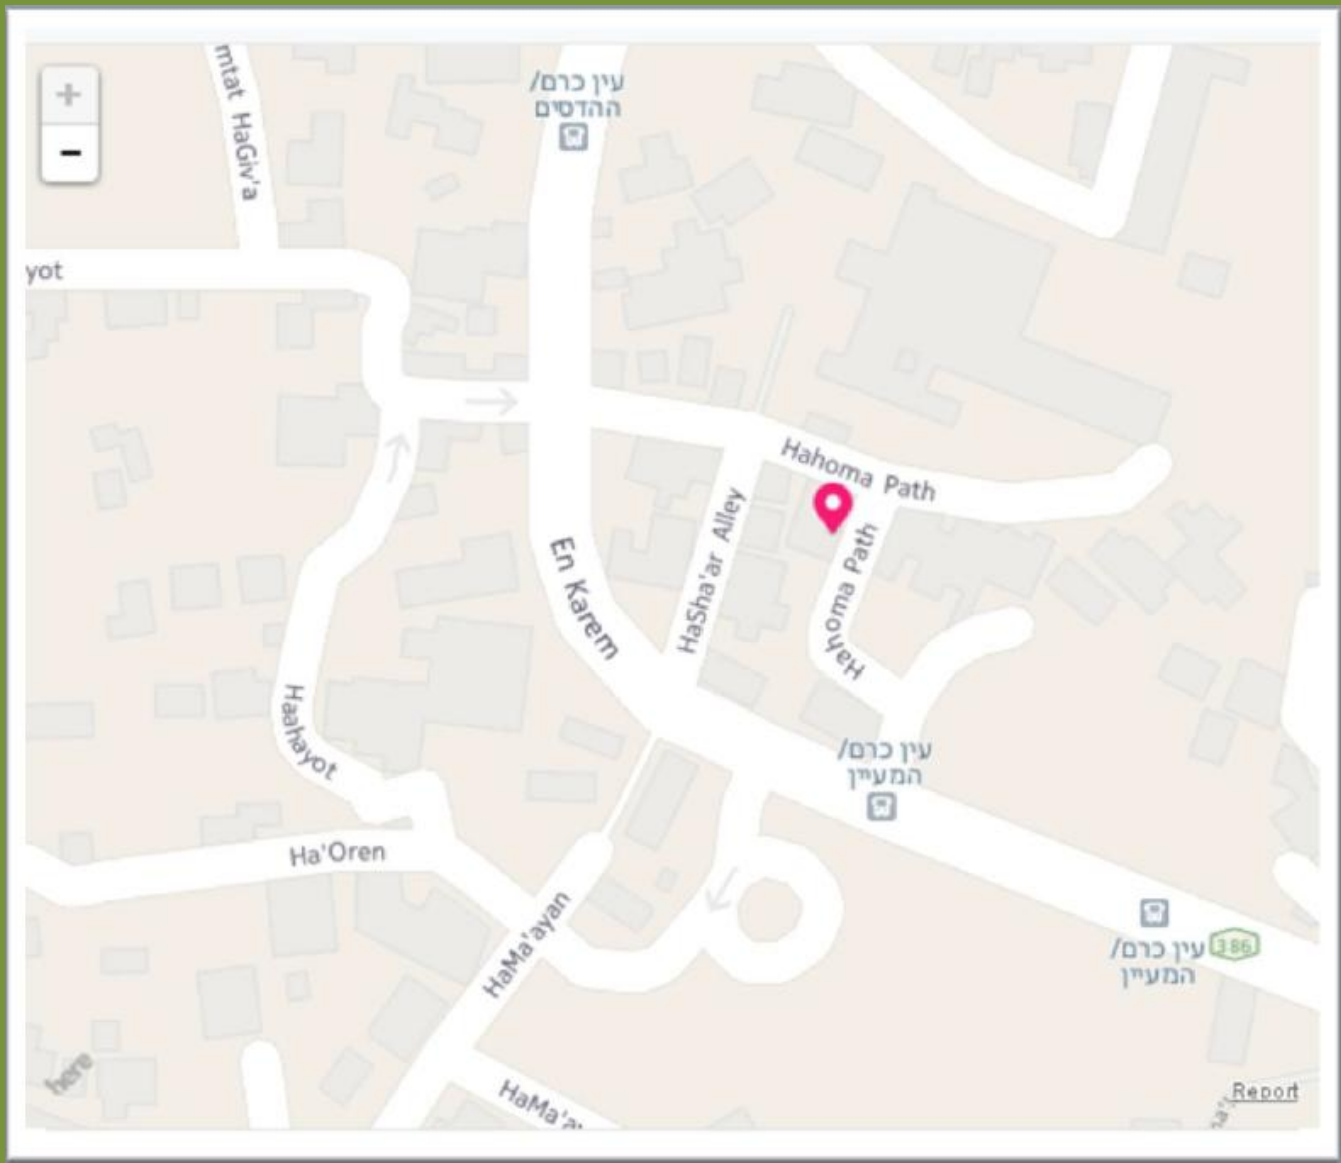 +
עין כרם/
ההדסים
mtat HaGiv'a
-
yot
Hahoma Path
HaSha'ar Alley
Hahoma Path
En Karem
Haahayot
עין כרם/
המעיין
Ha'Oren
HaMa'ayan
עין כרם/
המעיין
386
here
HaMa'a
Report